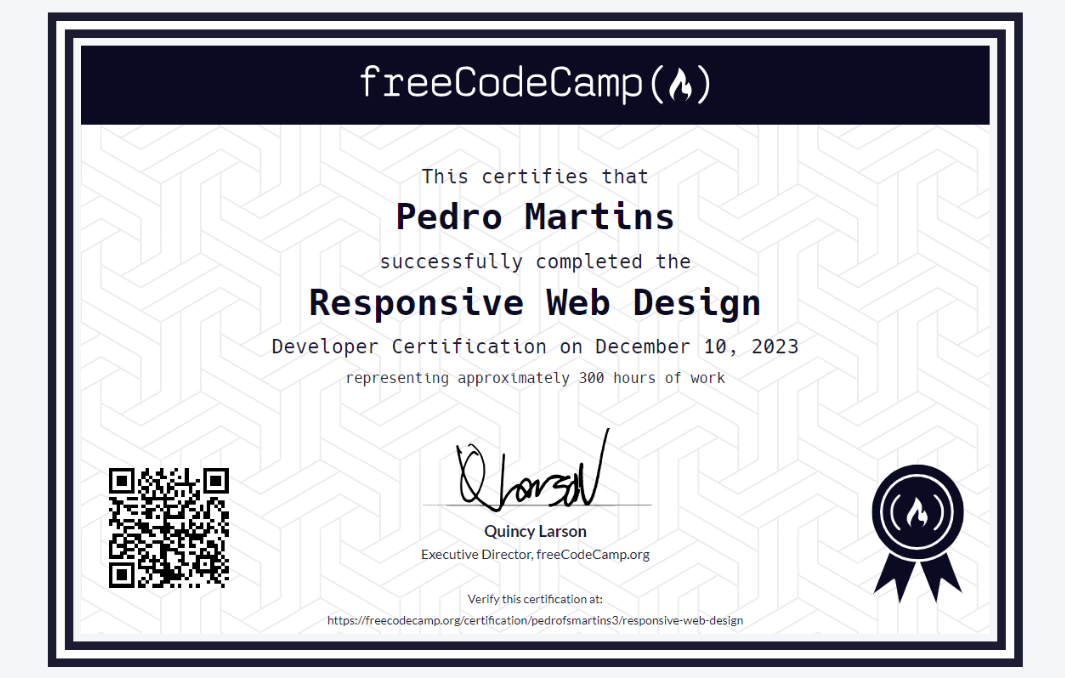 freeCodeCamp
This certifies that
Pedro Martins
successfully completed the
Responsive Web Design
Developer Certification on December 10, 2023
representing approximately 300 hours of work
Q Larson
Quincy Larson
Executive Director, freeCodeCamp.org
Verify this certification at:
https://freecodecamp.org/certification/pedrofsmartins3/responsive-web-design